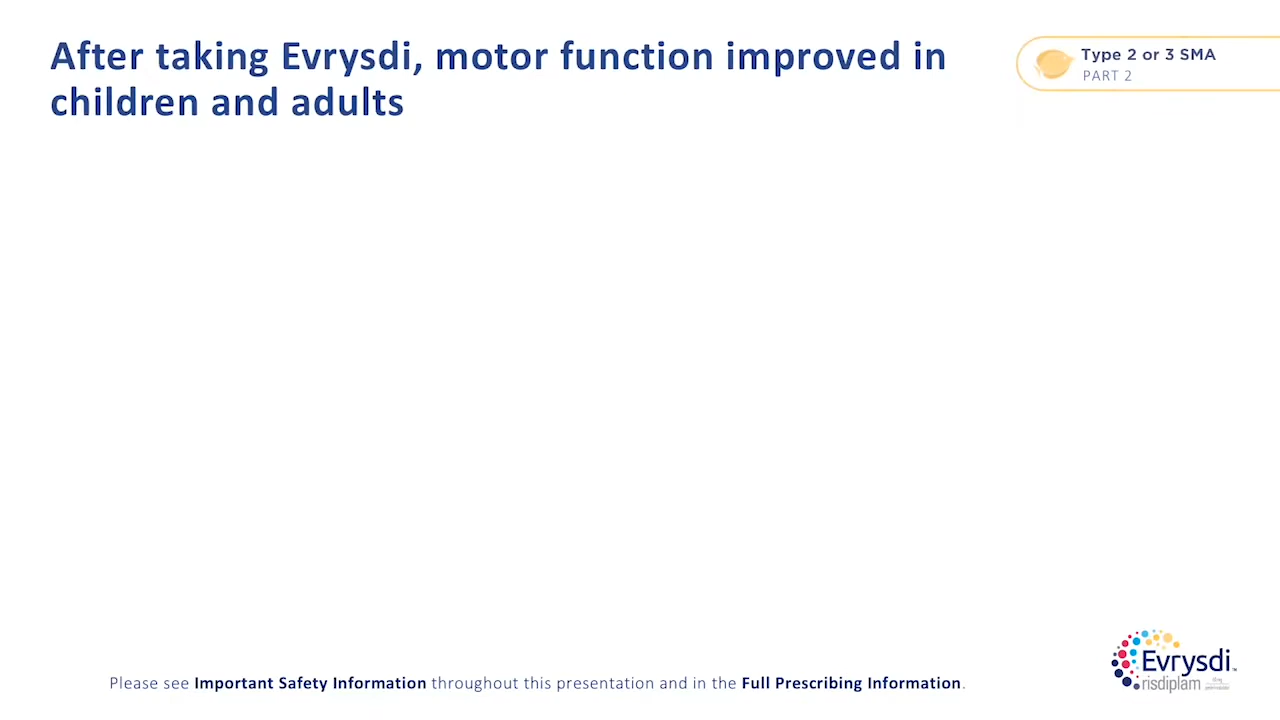 After taking Evrysdi, motor function improved in
children and adults
Type 2 or 3 SMA
PART 2
Please see Important Safety Information throughout this presentation and in the Full Prescribing Information.
Evrysdi™
risdiplam